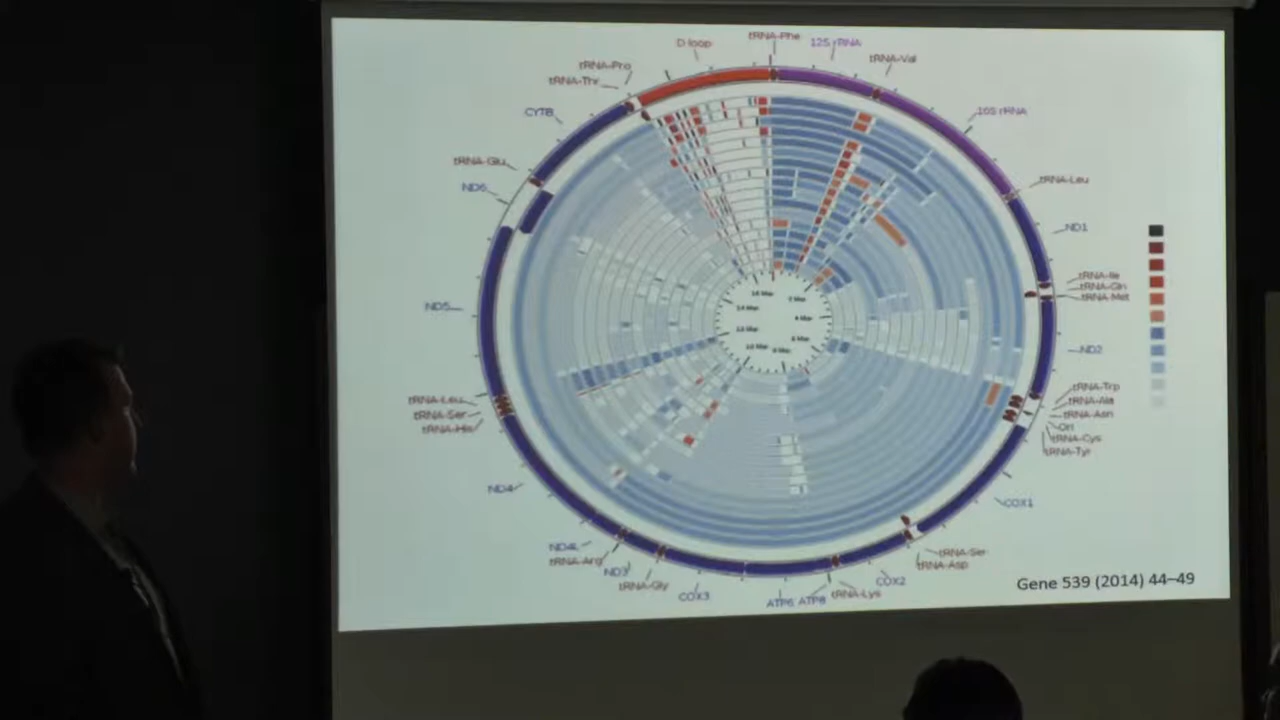 tRNA-Phe
12S rRNA
tRNA-Val
16S rRNA
tRNA-Leu
ND1
tRNA-Ile
tRNA-Gln
tRNA-Met
ND2
tRNA-Trp
tRNA-Ala
tRNA-Asn
Ori
tRNA-Cys
tRNA-Tyr
COX1
tRNA-Ser
tRNA-Asp
COX2
tRNA-Lys
ATP8
ATP6
COX3
tRNA-Gly
ND3
tRNA-Arg
ND4L
ND4
tRNA-His
tRNA-Ser
tRNA-Leu
ND5
ND6
tRNA-Glu
CYTB
tRNA-Thr
tRNA-Pro
D loop
Gene 539 (2014) 44–49